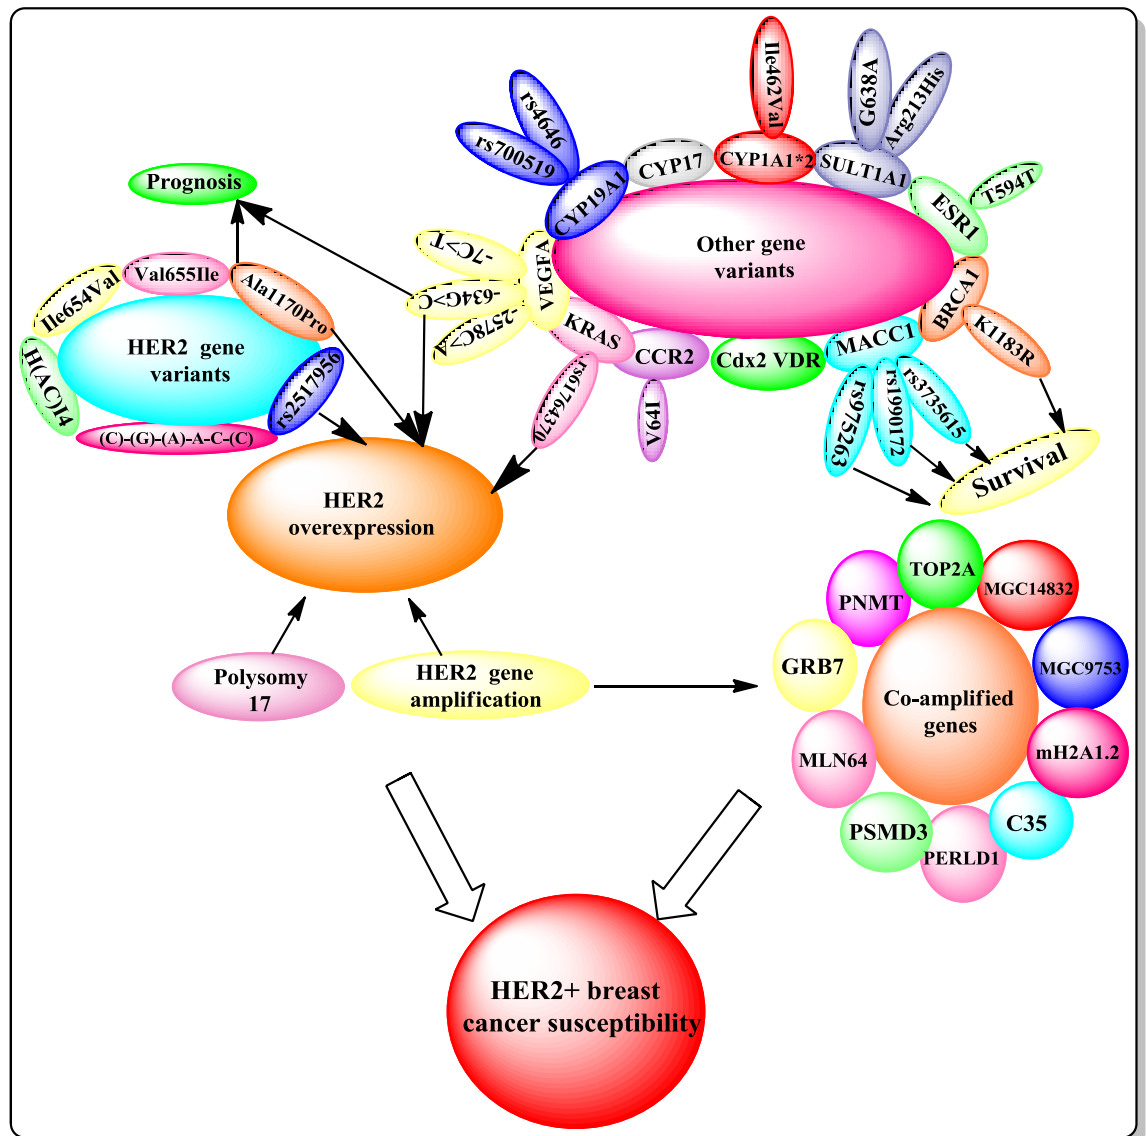 Prognosis
Val655Ile
Ile654Val
Ala1170Pro
H(AC)I4
HER2 gene
variants
rs2517956
(C)-(G)-(A)-A-C-(C)
rs4646
rs700519
CYP19A1
CYP17
Ile462Val
CYP1A1*2
G638A
Arg213His
SULT1A1
T594T
ESR1
Other gene
variants
-7C>T
-634G>C
-2578C>A
VEGFA
KRAS
rs61764370
CCR2
V64I
Cdx2 VDR
MACC1
rs975263
rs1990172
rs3735615
BRCA1
K1183R
Survival
HER2
overexpression
Polysomy
17
HER2 gene
amplification
TOP2A
MGC14832
PNMT
GRB7
MGC9753
Co-amplified
genes
mH2A1.2
MLN64
C35
PSMD3
PERLD1
HER2+ breast
cancer susceptibility